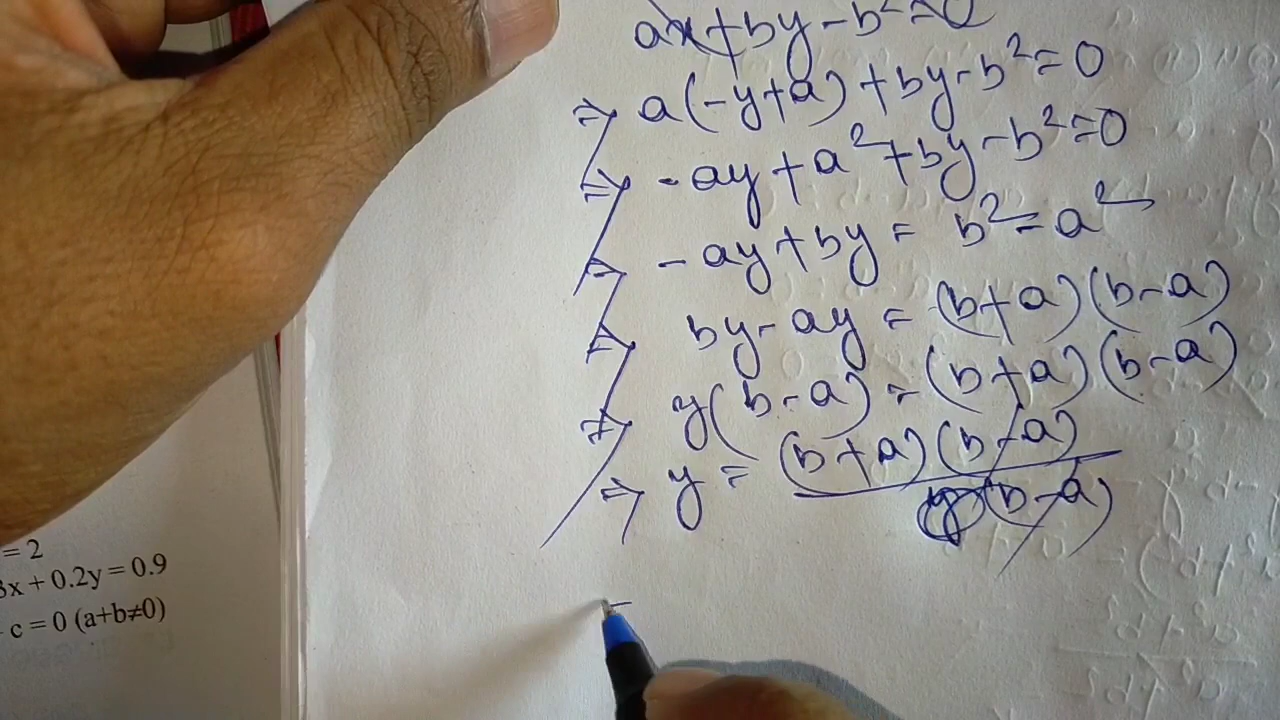 ax+by-b²=0
⇒ a(-y+a)+by-b²=0
⇒ -ay+a²+by-b²=0
⇒ -ay+by = b²-a²
⇒ by-ay = (b+a)(b-a)
⇒ y(b-a) = (b+a)(b-a)
⇒ y = (b+a)(b-a)
(b-a)
= 2
3x + 0.2y = 0.9
c = 0 (a+b≠0)